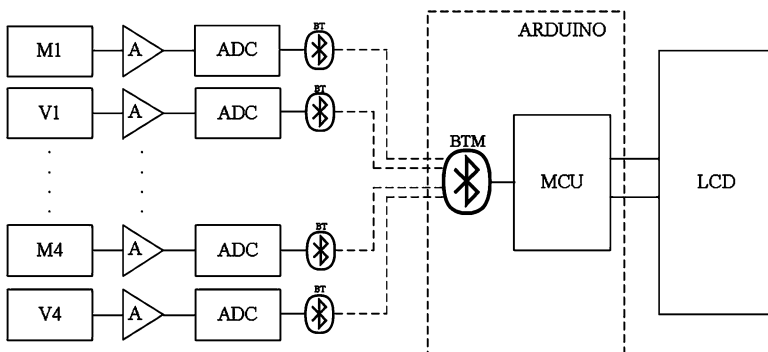 ARDUINO
M1 A ADC BT
V1 A ADC BT
BTM
MCU LCD
M4 A ADC BT
V4 A ADC BT